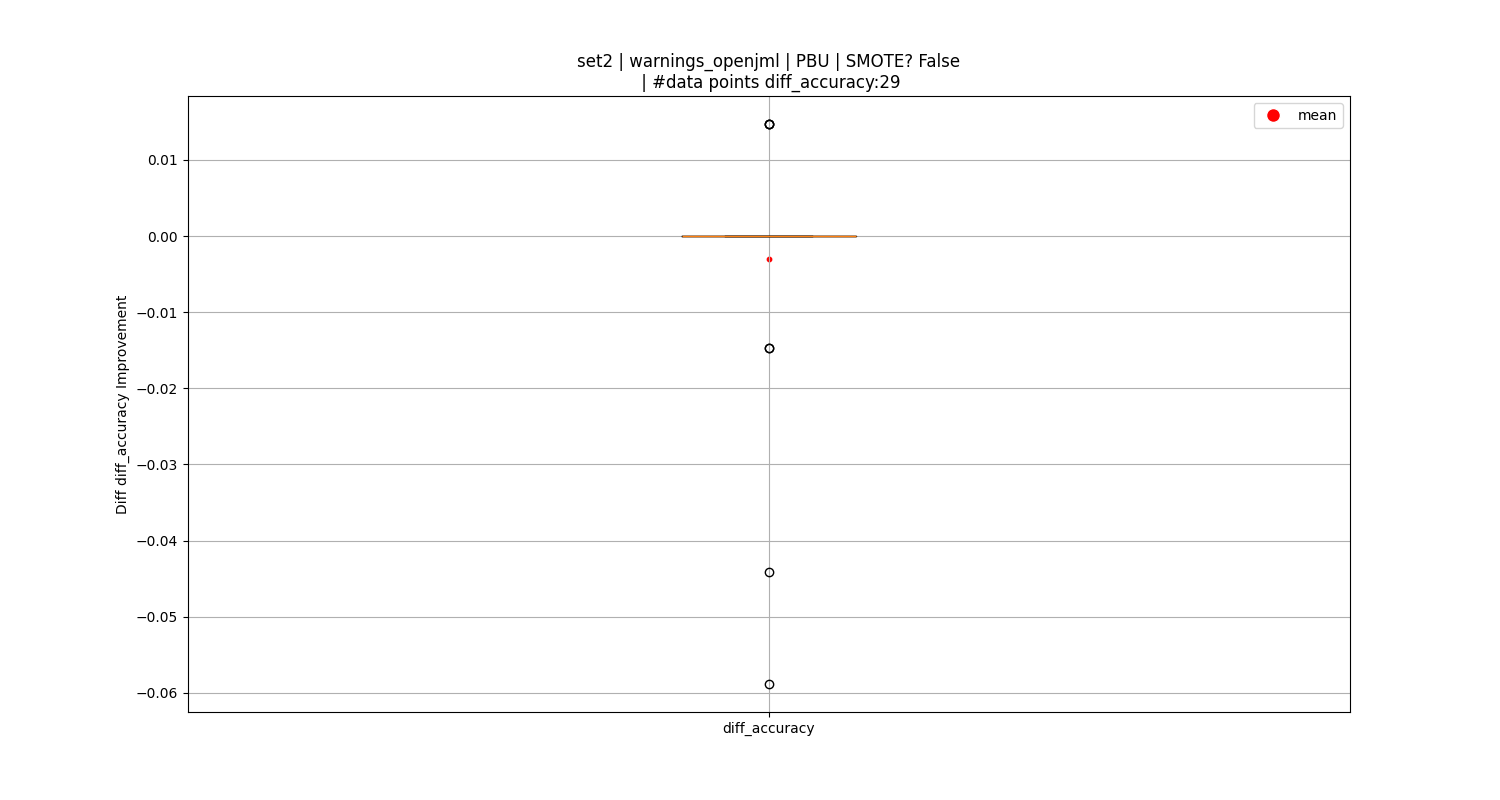 set2 | warnings_openjml | PBU | SMOTE? False
| #data points diff_accuracy:29
mean
0.01
0.00
−0.01
−0.02
−0.03
−0.04
−0.05
−0.06
Diff diff_accuracy Improvement
diff_accuracy